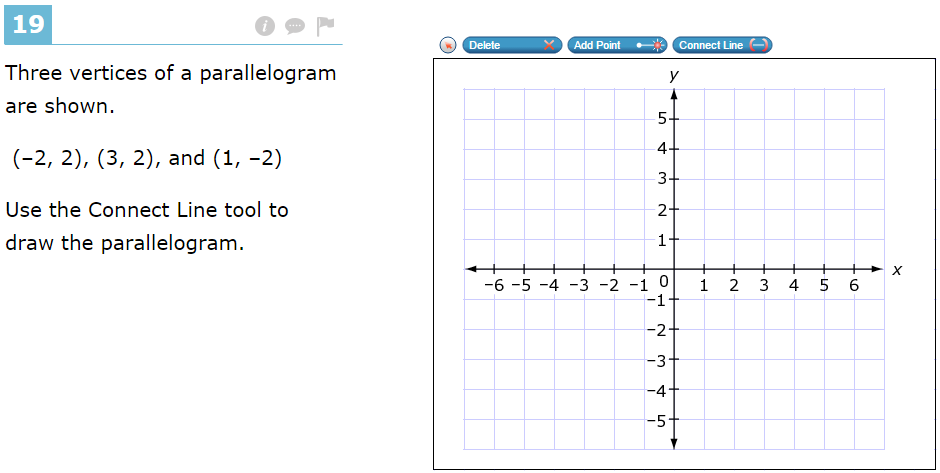 19
i
Three vertices of a parallelogram
are shown.
(−2, 2), (3, 2), and (1, −2)
Use the Connect Line tool to
draw the parallelogram.
Delete Add Point Connect Line
y
5
4
3
2
1
−6 −5 −4 −3 −2 −1 0 1 2 3 4 5 6 x
−1
−2
−3
−4
−5